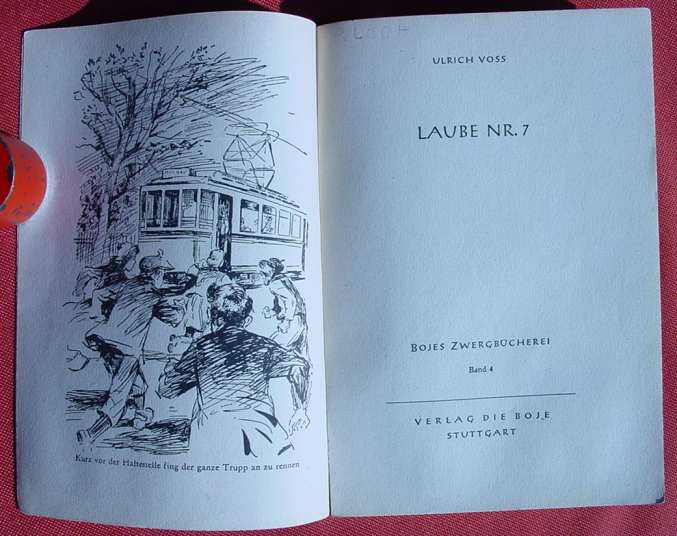 Kurz vor der Haltestelle fing der ganze Trupp an zu rennen
ULRICH VOSS
LAUBE NR. 7
BOJES ZWERGBÜCHEREI
Band 4
VERLAG DIE BOJE
STUTTGART